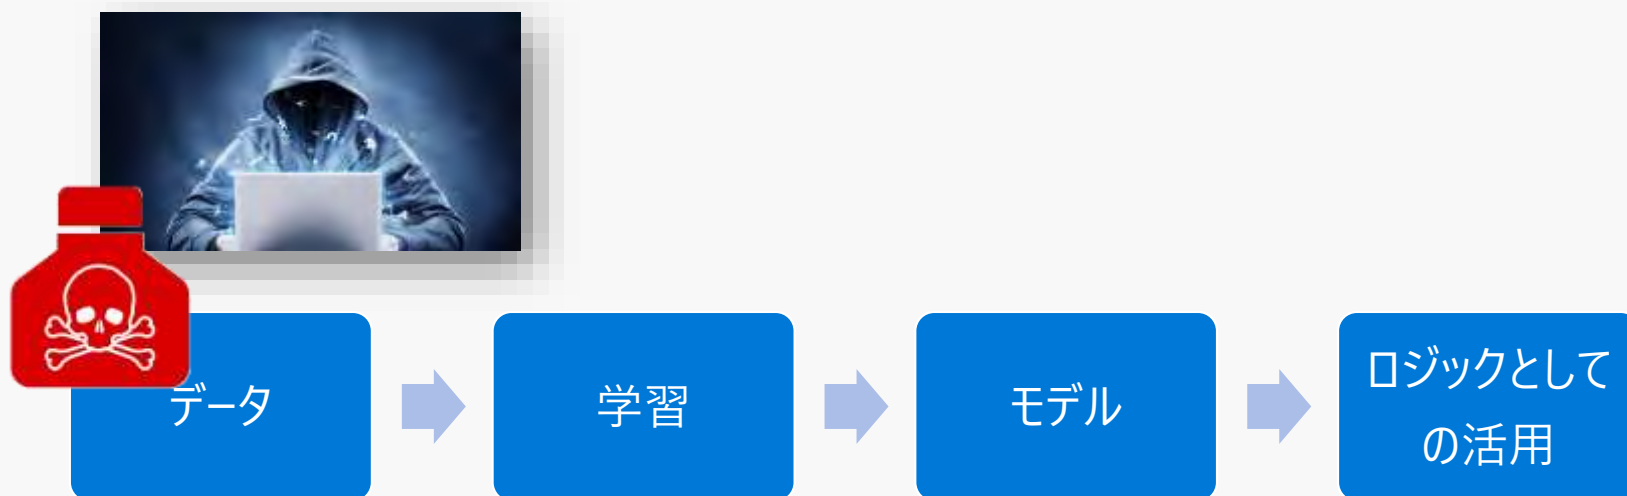 データ
学習
モデル
ロジックとして
の活用